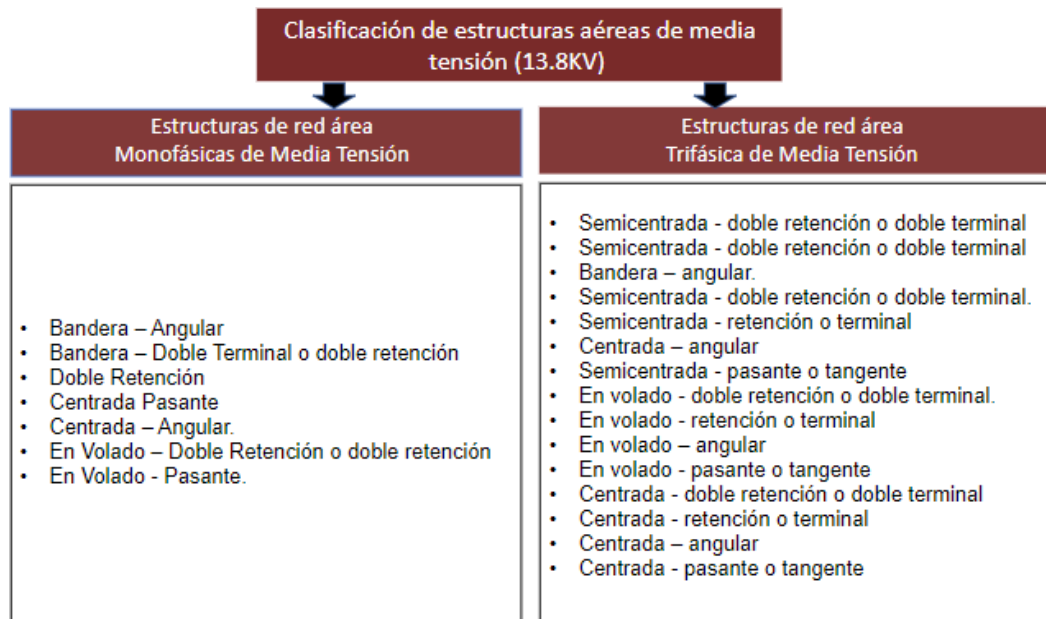 Clasificación de estructuras aéreas de media
tensión (13.8KV)
Estructuras de red área
Monofásicas de Media Tensión
• Bandera – Angular
• Bandera – Doble Terminal o doble retención
• Doble Retención
• Centrada Pasante
• Centrada – Angular.
• En Volado – Doble Retención o doble retención
• En Volado - Pasante.
Estructuras de red área
Trifásica de Media Tensión
• Semicentrada - doble retención o doble terminal
• Semicentrada - doble retención o doble terminal
• Bandera – angular.
• Semicentrada - doble retención o doble terminal.
• Semicentrada - retención o terminal
• Centrada – angular
• Semicentrada - pasante o tangente
• En volado - doble retención o doble terminal.
• En volado - retención o terminal
• En volado – angular
• En volado - pasante o tangente
• Centrada - doble retención o doble terminal
• Centrada - retención o terminal
• Centrada – angular
• Centrada - pasante o tangente